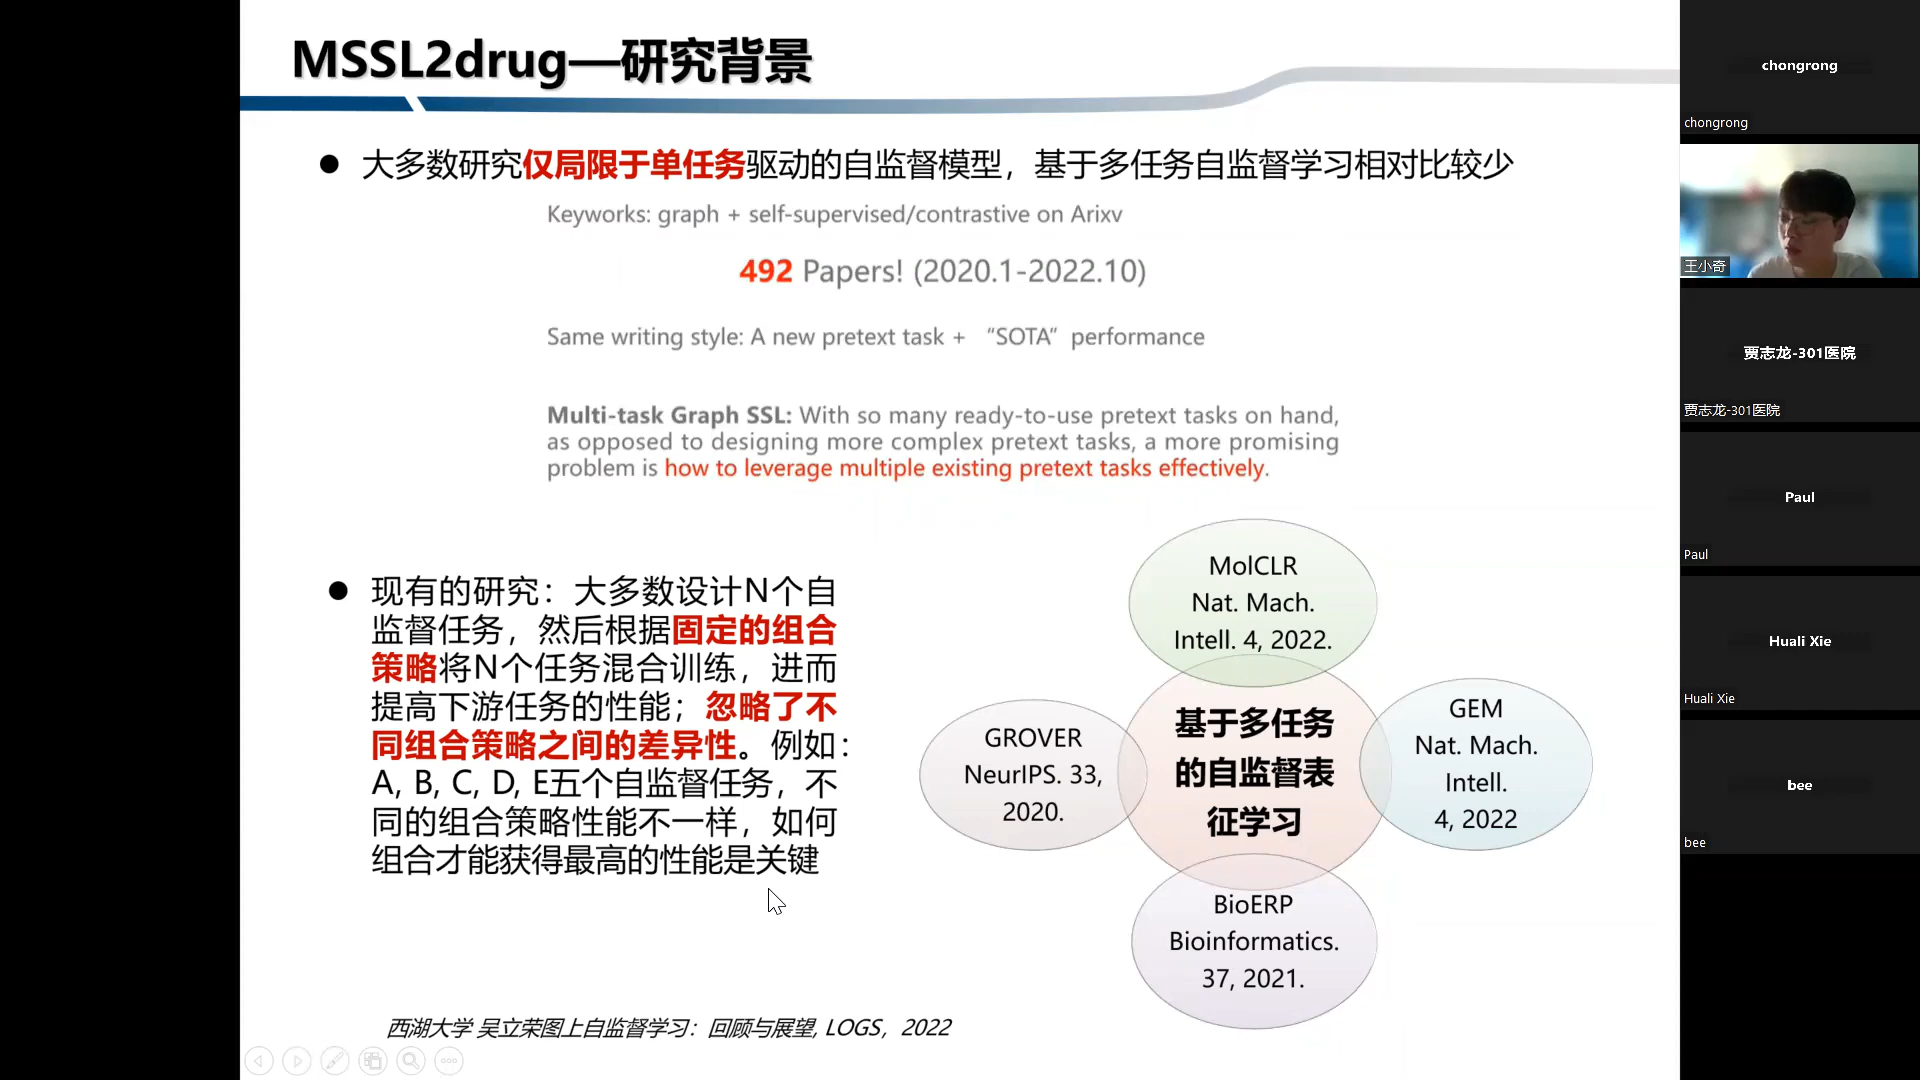 MSSL2drug—研究背景
大多数研究仅局限于单任务驱动的自监督模型，基于多任务自监督学习相对比较少
Keyworks: graph + self-supervised/contrastive on Arixv
492 Papers! (2020.1-2022.10)
Same writing style: A new pretext task + “SOTA” performance
Multi-task Graph SSL: With so many ready-to-use pretext tasks on hand,
as opposed to designing more complex pretext tasks, a more promising
problem is how to leverage multiple existing pretext tasks effectively.
现有的研究：大多数设计N个自
监督任务，然后根据固定的组合
策略将N个任务混合训练，进而
提高下游任务的性能；忽略了不
同组合策略之间的差异性。例如：
A, B, C, D, E五个自监督任务，不
同的组合策略性能不一样，如何
组合才能获得最高的性能是关键
MolCLR
Nat. Mach.
Intell. 4, 2022.
GROVER
NeurIPS. 33,
2020.
基于多任务
的自监督表
征学习
GEM
Nat. Mach.
Intell.
4, 2022
BioERP
Bioinformatics.
37, 2021.
西湖大学 吴立荣图上自监督学习：回顾与展望, LOGS，2022
chongrong
chongrong
王小奇
贾志龙-301医院
贾志龙-301医院
Paul
Paul
Huali Xie
Huali Xie
bee
bee